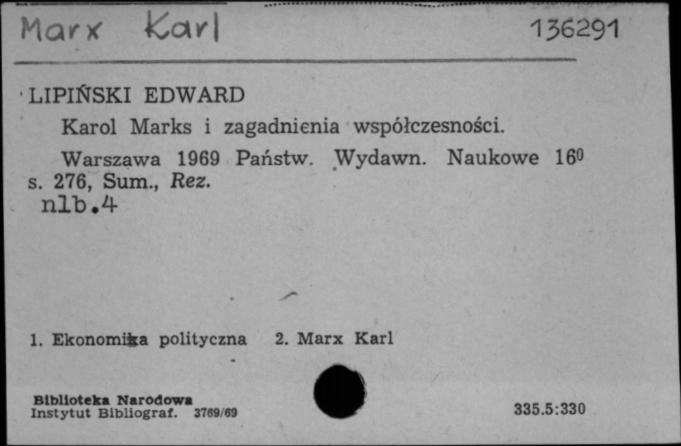 Marx Karl 136291
LIPIŃSKI EDWARD
Karol Marks i zagadnienia współczesności.
Warszawa 1969 Państw. Wydawn. Naukowe 16⁰
s. 276, Sum., Rez.
nlb.4
1. Ekonomika polityczna 2. Marx Karl
Biblioteka Narodowa
Instytut Bibliograf. 3769/69 335.5:330